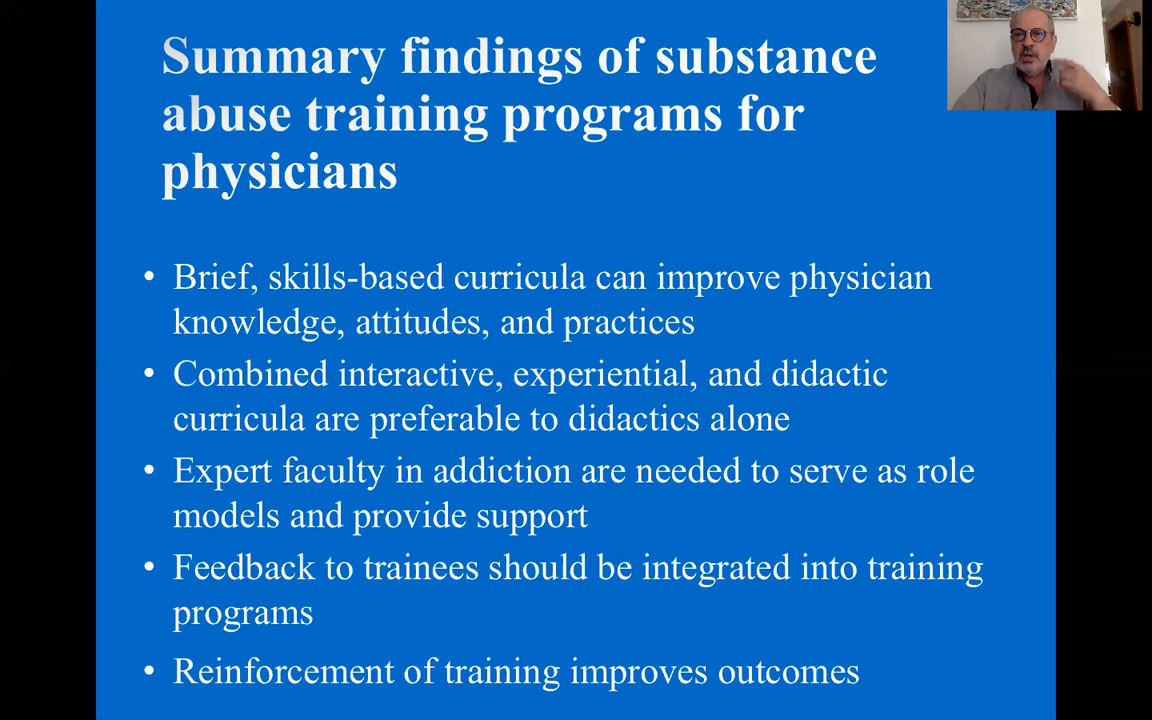 Summary findings of substance
abuse training programs for
physicians
• Brief, skills-based curricula can improve physician
knowledge, attitudes, and practices
• Combined interactive, experiential, and didactic
curricula are preferable to didactics alone
• Expert faculty in addiction are needed to serve as role
models and provide support
• Feedback to trainees should be integrated into training
programs
• Reinforcement of training improves outcomes